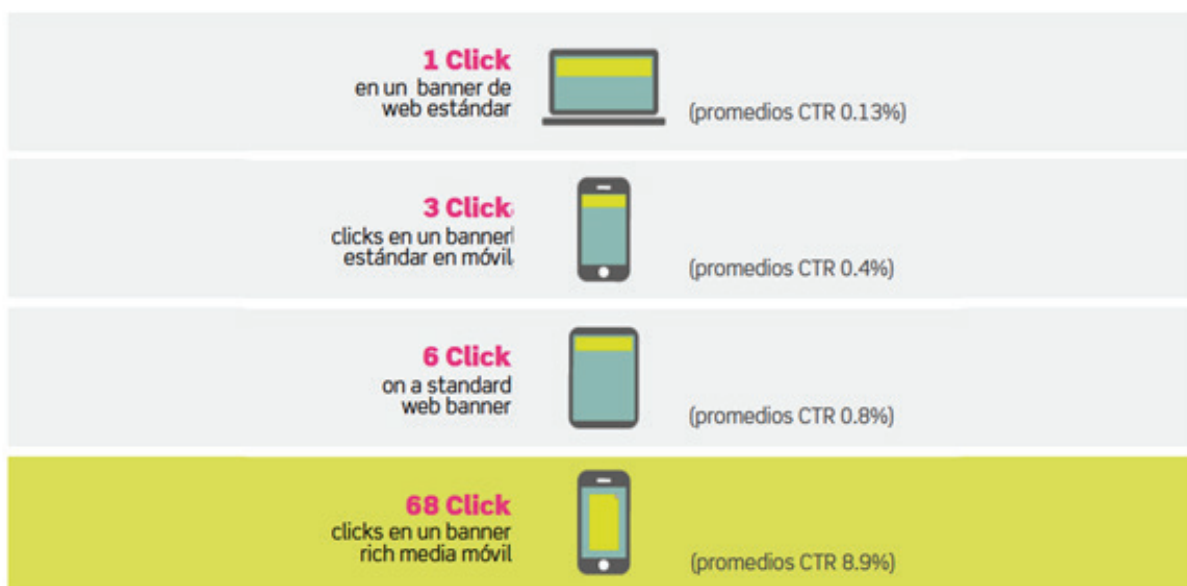 1 Click
en un banner de
web estándar
(promedios CTR 0.13%)
3 Click
clicks en un banner
estándar en móvil
(promedios CTR 0.4%)
6 Click
on a standard
web banner
(promedios CTR 0.8%)
68 Click
clicks en un banner
rich media móvil
(promedios CTR 8.9%)